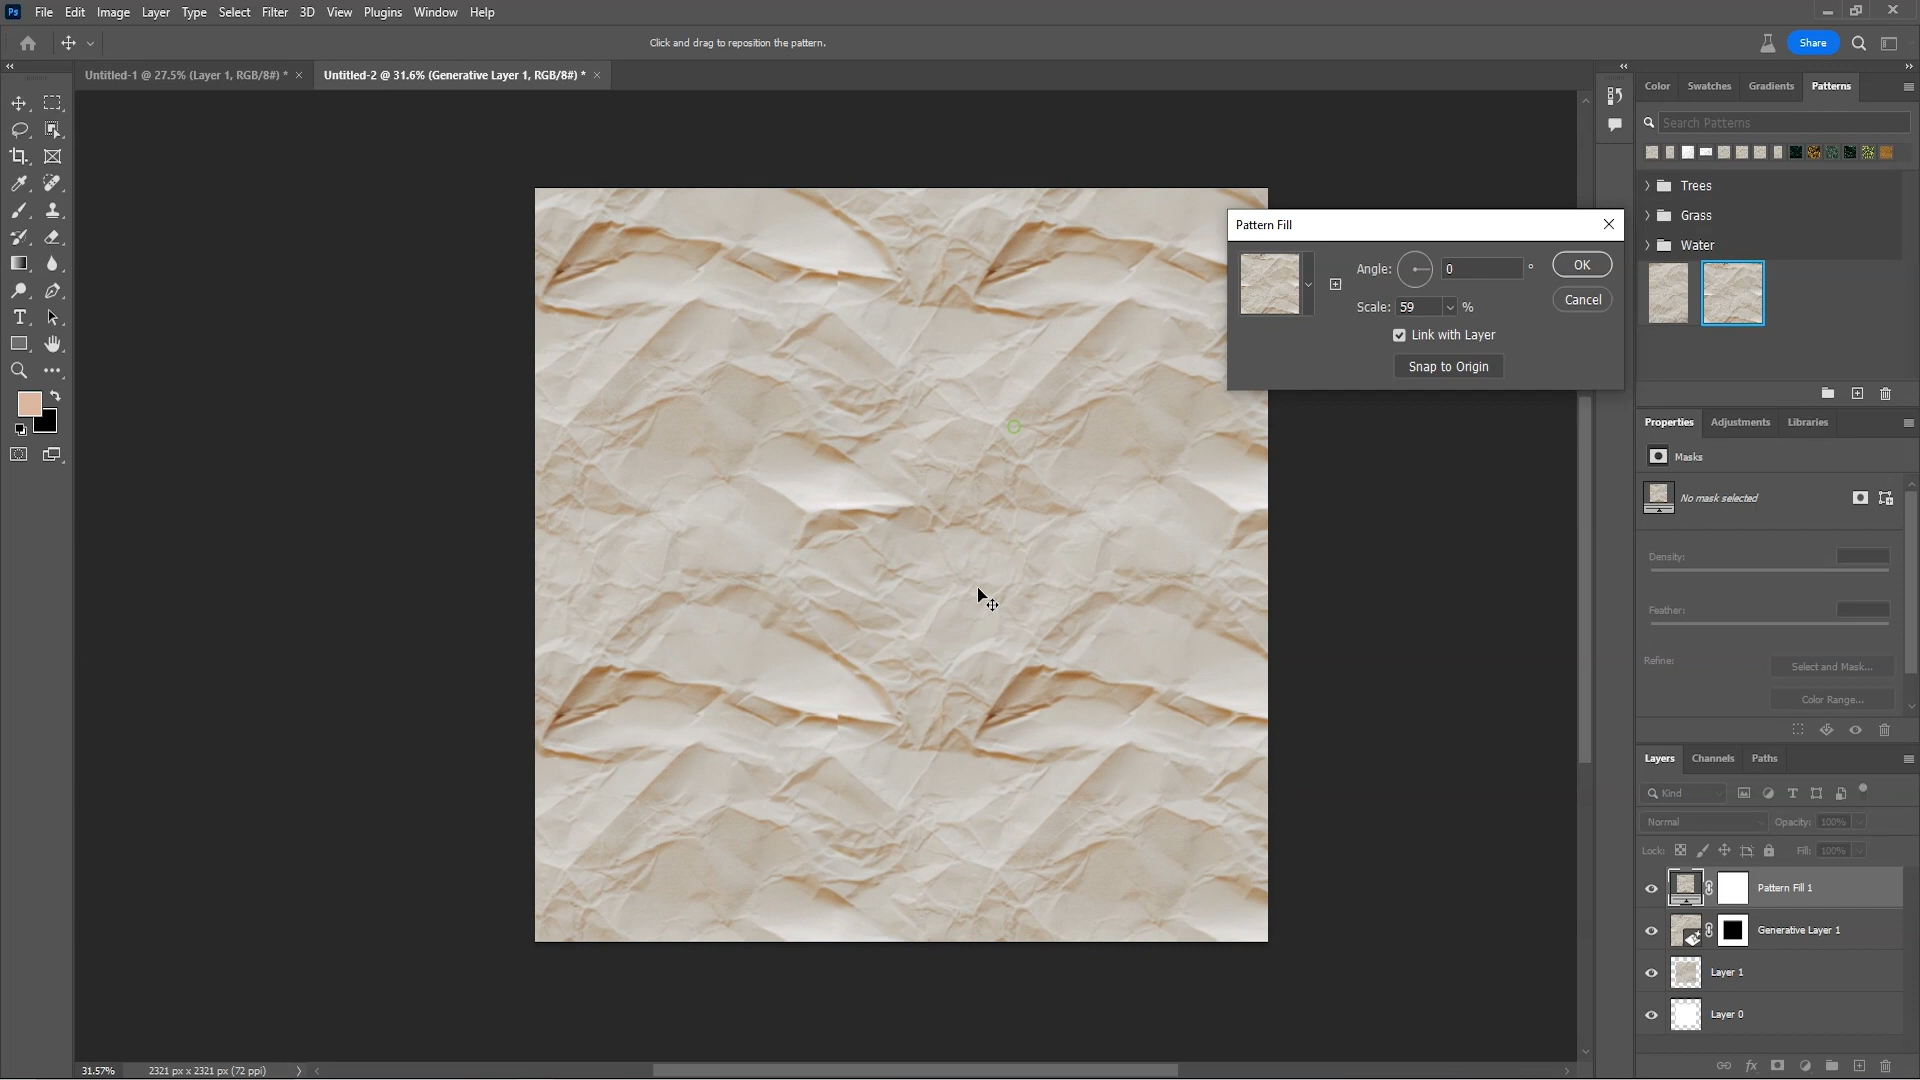 Ps File Edit Image Layer Type Select Filter 3D View Plugins Window Help
Click and drag to reposition the pattern.
Share
Untitled-1 @ 27.5% (Layer 1, RGB/8#) *
Untitled-2 @ 31.6% (Generative Layer 1, RGB/8#) *
Color Swatches Gradients Patterns
Search Patterns
Trees
Grass
Water
Pattern Fill
Angle: 0 °
OK
Scale: 59 %
Cancel
Link with Layer
Snap to Origin
Properties Adjustments Libraries
Masks
No mask selected
Density:
Feather:
Refine:
Select and Mask...
Color Range...
Layers Channels Paths
Kind
Normal
Opacity: 100%
Lock:
Fill: 100%
Pattern Fill 1
Generative Layer 1
Layer 1
Layer 0
31.57%
2321 px x 2321 px (72 ppi)